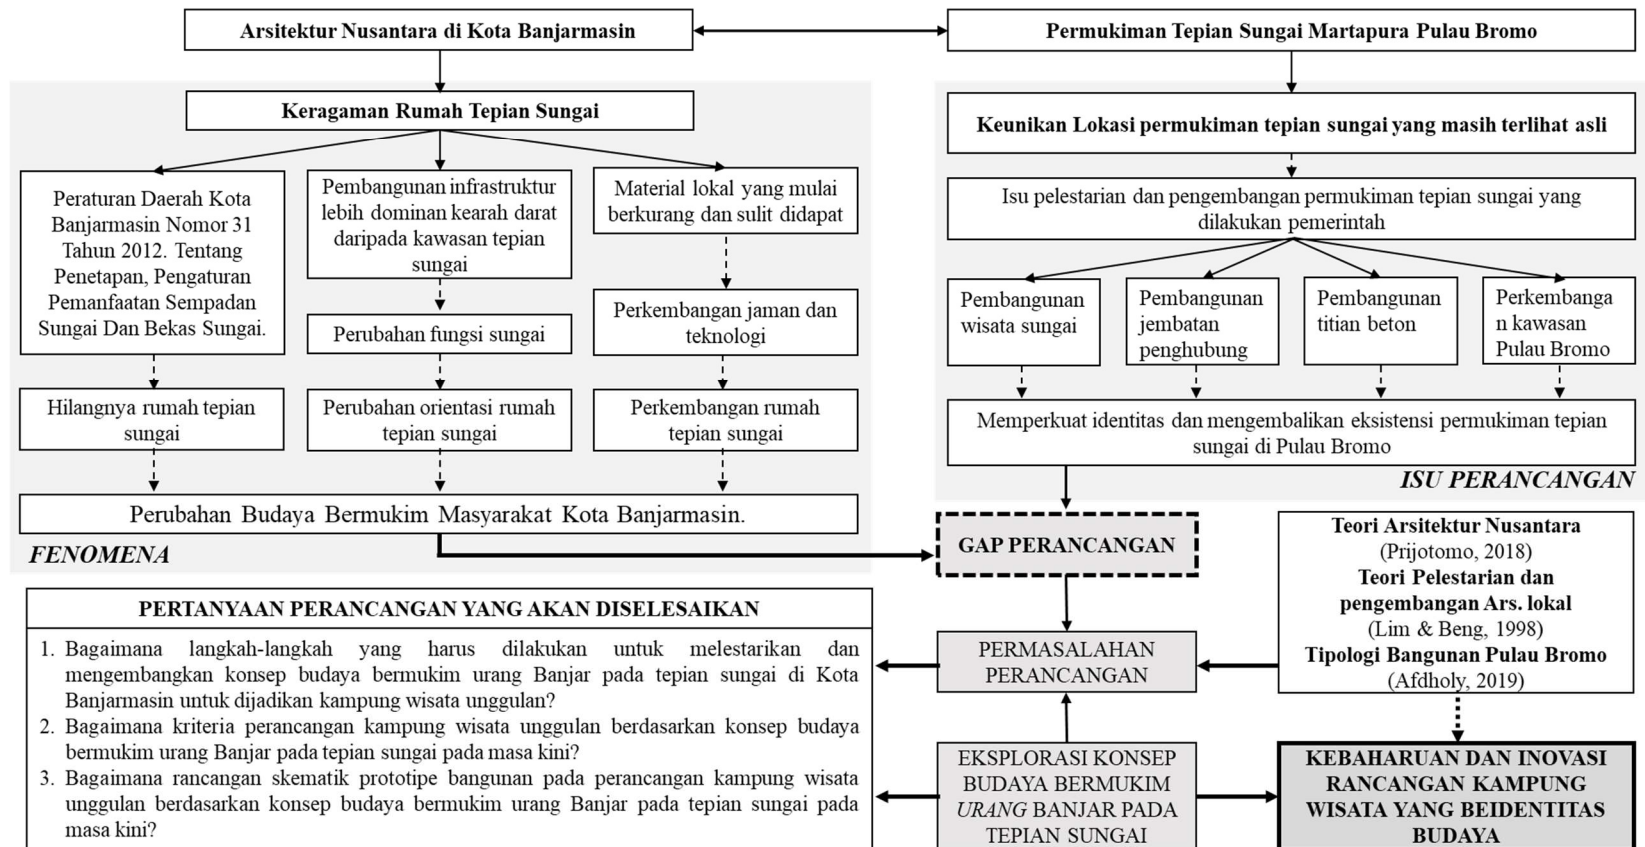 Arsitektur Nusantara di Kota Banjarmasin
Permukiman Tepian Sungai Martapura Pulau Bromo
Keragaman Rumah Tepian Sungai
Peraturan Daerah Kota
Banjarmasin Nomor 31
Tahun 2012. Tentang
Penetapan, Pengaturan
Pemanfaatan Sempadan
Sungai Dan Bekas Sungai.
Hilangnya rumah tepian
sungai
Pembangunan infrastruktur
lebih dominan kearah darat
daripada kawasan tepian
sungai
Perubahan fungsi sungai
Perubahan orientasi rumah
tepian sungai
Material lokal yang mulai
berkurang dan sulit didapat
Perkembangan jaman dan
teknologi
Perkembangan rumah
tepian sungai
Perubahan Budaya Bermukim Masyarakat Kota Banjarmasin.
FENOMENA
Keunikan Lokasi permukiman tepian sungai yang masih terlihat asli
Isu pelestarian dan pengembangan permukiman tepian sungai yang
dilakukan pemerintah
Pembangunan
wisata sungai
Pembangunan
jembatan
penghubung
Pembangunan
titian beton
Perkembanga
n kawasan
Pulau Bromo
Memperkuat identitas dan mengembalikan eksistensi permukiman tepian
sungai di Pulau Bromo
ISU PERANCANGAN
GAP PERANCANGAN
Teori Arsitektur Nusantara
(Prijotomo, 2018)
Teori Pelestarian dan
pengembangan Ars. lokal
(Lim & Beng, 1998)
Tipologi Bangunan Pulau Bromo
(Afdholy, 2019)
PERMASALAHAN
PERANCANGAN
PERTANYAAN PERANCANGAN YANG AKAN DISELESAIKAN
1. Bagaimana langkah-langkah yang harus dilakukan untuk melestarikan dan
mengembangkan konsep budaya bermukim urang Banjar pada tepian sungai di Kota
Banjarmasin untuk dijadikan kampung wisata unggulan?
2. Bagaimana kriteria perancangan kampung wisata unggulan berdasarkan konsep budaya
bermukim urang Banjar pada tepian sungai pada masa kini?
3. Bagaimana rancangan skematik prototipe bangunan pada perancangan kampung wisata
unggulan berdasarkan konsep budaya bermukim urang Banjar pada tepian sungai pada
masa kini?
EKSPLORASI KONSEP
BUDAYA BERMUKIM
URANG BANJAR PADA
TEPIAN SUNGAI
KEBAHARUAN DAN INOVASI
RANCANGAN KAMPUNG
WISATA YANG BEIDENTITAS
BUDAYA